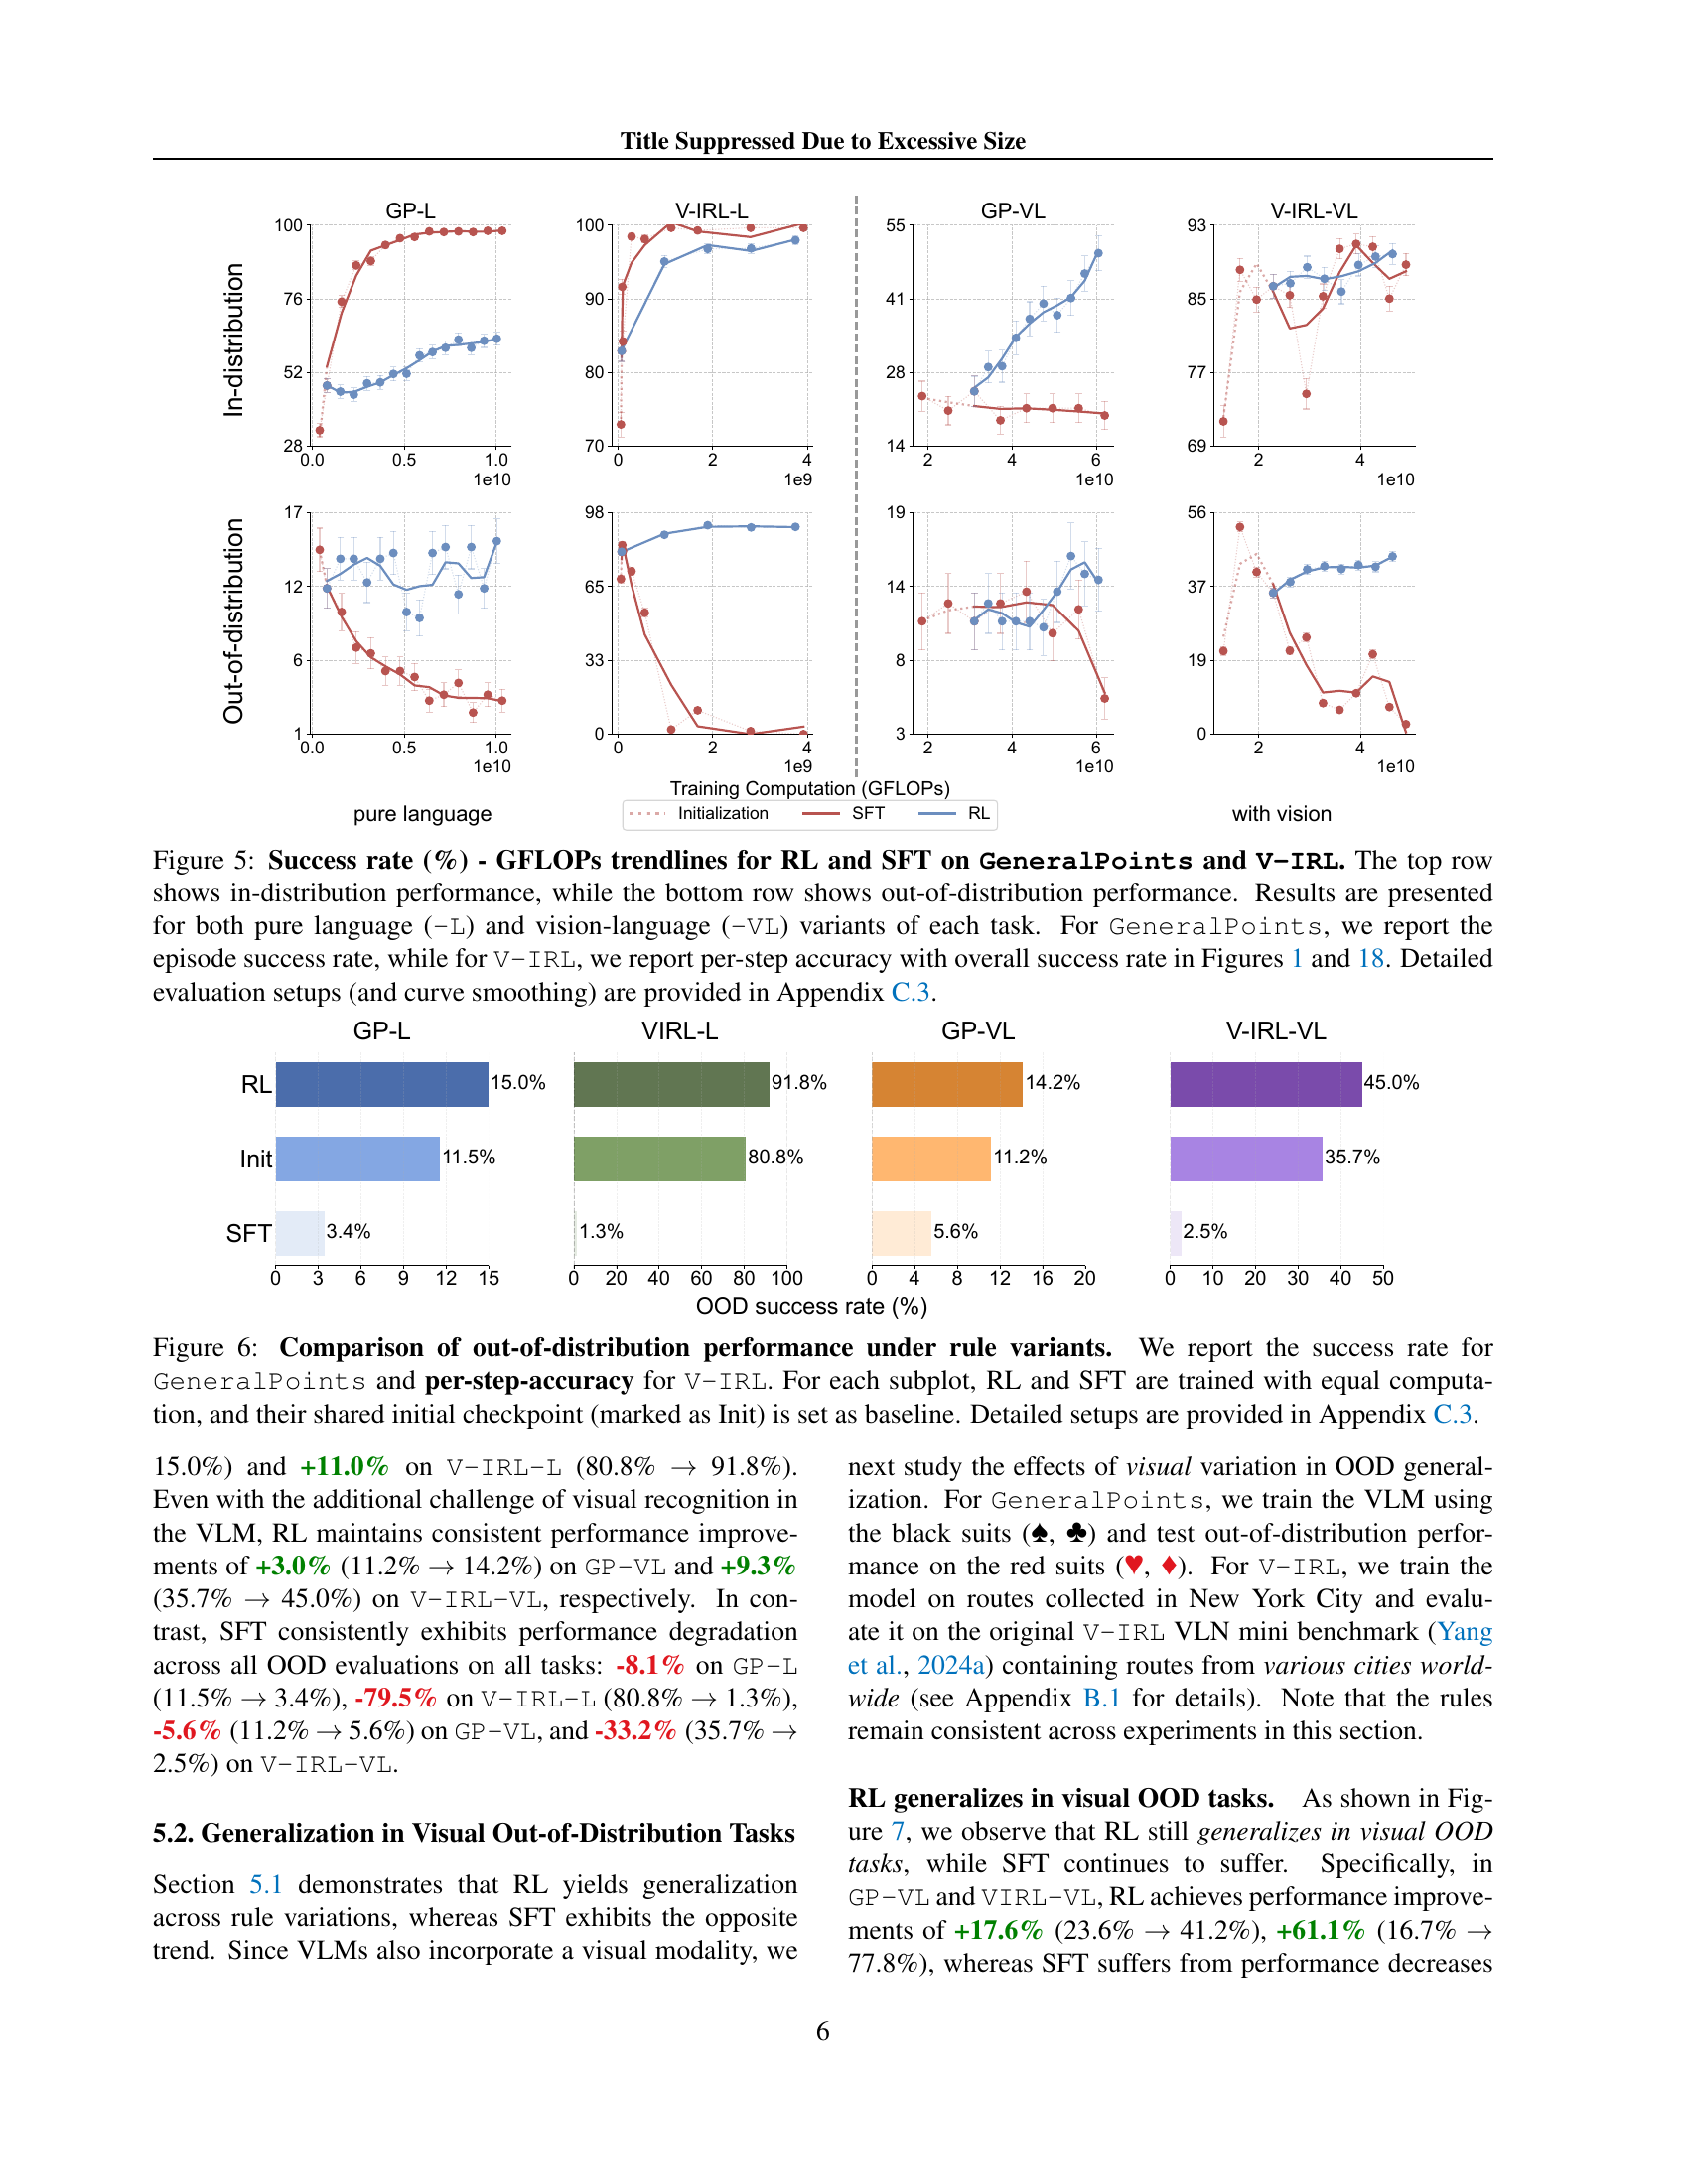 Title Suppressed Due to Excessive Size
GP-L
V-IRL-L
GP-VL
V-IRL-VL
In-distribution
100
76
52
28
0.0 0.5 1.0
1e10
100
90
80
70
0 2 4
1e9
55
41
28
14
2 4 6
1e10
93
85
77
69
2 4
1e10
Out-of-distribution
17
12
6
1
0.0 0.5 1.0
1e10
98
65
33
0
0 2 4
1e9
19
14
8
3
2 4 6
1e10
56
37
19
0
2 4
1e10
Training Computation (GFLOPs)
pure language
Initialization SFT RL
with vision
Figure 5: Success rate (%) - GFLOPs trendlines for RL and SFT on GeneralPoints and V-IRL. The top row
shows in-distribution performance, while the bottom row shows out-of-distribution performance. Results are presented
for both pure language (-L) and vision-language (-VL) variants of each task. For GeneralPoints, we report the
episode success rate, while for V-IRL, we report per-step accuracy with overall success rate in Figures 1 and 18. Detailed
evaluation setups (and curve smoothing) are provided in Appendix C.3.
GP-L
VIRL-L
GP-VL
V-IRL-VL
RL 15.0% 91.8% 14.2% 45.0%
Init 11.5% 80.8% 11.2% 35.7%
SFT 3.4% 1.3% 5.6% 2.5%
0 3 6 9 12 15
0 20 40 60 80 100
0 4 8 12 16 20
0 10 20 30 40 50
OOD success rate (%)
Figure 6: Comparison of out-of-distribution performance under rule variants. We report the success rate for
GeneralPoints and per-step-accuracy for V-IRL. For each subplot, RL and SFT are trained with equal computa-
tion, and their shared initial checkpoint (marked as Init) is set as baseline. Detailed setups are provided in Appendix C.3.
15.0%) and +11.0% on V-IRL-L (80.8% → 91.8%).
Even with the additional challenge of visual recognition in
the VLM, RL maintains consistent performance improve-
ments of +3.0% (11.2% → 14.2%) on GP-VL and +9.3%
(35.7% → 45.0%) on V-IRL-VL, respectively. In con-
trast, SFT consistently exhibits performance degradation
across all OOD evaluations on all tasks: -8.1% on GP-L
(11.5% → 3.4%), -79.5% on V-IRL-L (80.8% → 1.3%),
-5.6% (11.2% → 5.6%) on GP-VL, and -33.2% (35.7% →
2.5%) on V-IRL-VL.
5.2. Generalization in Visual Out-of-Distribution Tasks
Section 5.1 demonstrates that RL yields generalization
across rule variations, whereas SFT exhibits the opposite
trend. Since VLMs also incorporate a visual modality, we
next study the effects of visual variation in OOD general-
ization. For GeneralPoints, we train the VLM using
the black suits (♠, ♣) and test out-of-distribution perfor-
mance on the red suits (♥, ♦). For V-IRL, we train the
model on routes collected in New York City and evalu-
ate it on the original V-IRL VLN mini benchmark (Yang
et al., 2024a) containing routes from various cities world-
wide (see Appendix B.1 for details). Note that the rules
remain consistent across experiments in this section.
RL generalizes in visual OOD tasks. As shown in Fig-
ure 7, we observe that RL still generalizes in visual OOD
tasks, while SFT continues to suffer. Specifically, in
GP-VL and VIRL-VL, RL achieves performance improve-
ments of +17.6% (23.6% → 41.2%), +61.1% (16.7% →
77.8%), whereas SFT suffers from performance decreases
6